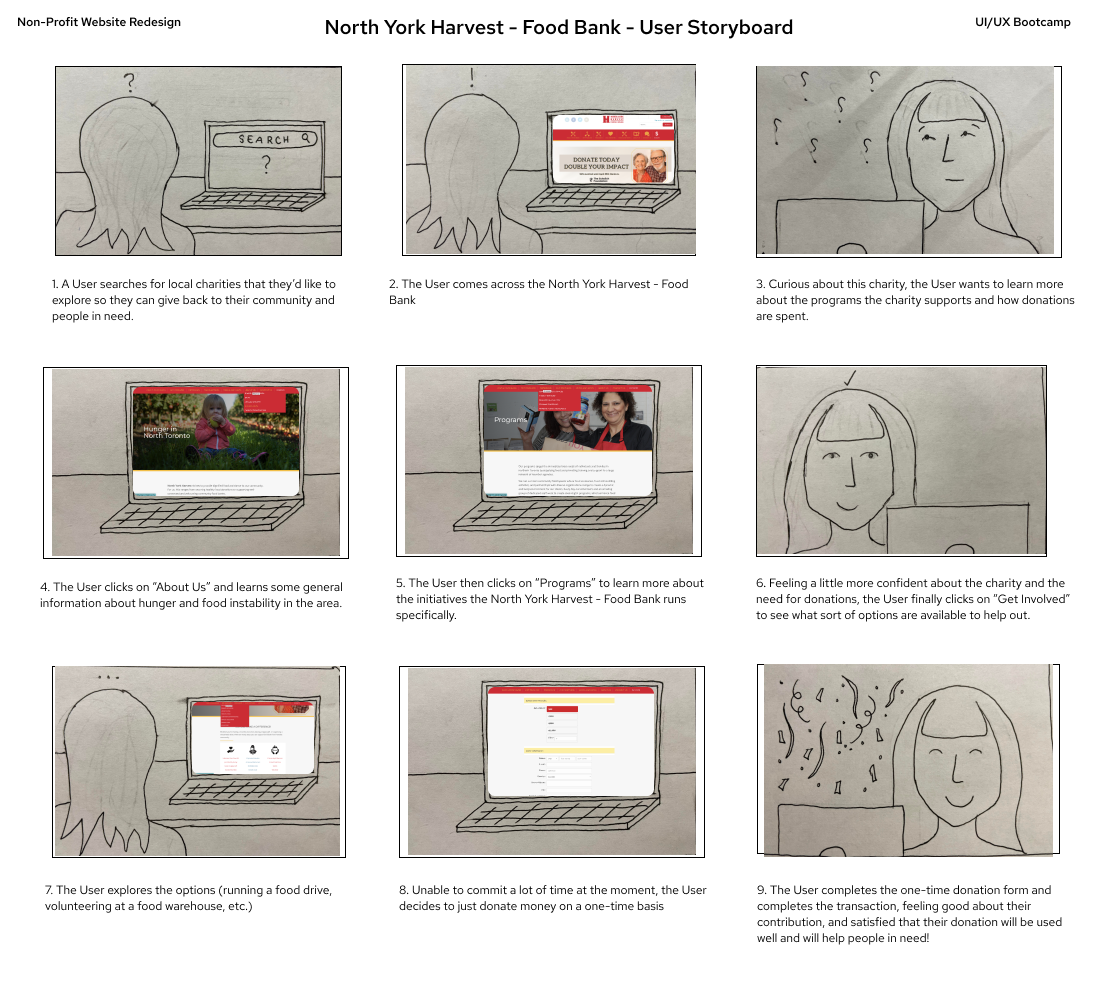 Non-Profit Website Redesign
North York Harvest - Food Bank - User Storyboard
UI/UX Bootcamp
?
SEARCH
?
!
DONATE TODAY
DOUBLE YOUR IMPACT
? ? ? ? ? ? ?
1. A User searches for local charities that they’d like to
explore so they can give back to their community and
people in need.
2. The User comes across the North York Harvest - Food
Bank
3. Curious about this charity, the User wants to learn more
about the programs the charity supports and how donations
are spent.
Hunger in
North Toronto
Programs
4. The User clicks on “About Us” and learns some general
information about hunger and food instability in the area.
5. The User then clicks on “Programs” to learn more about
the initiatives the North York Harvest - Food Bank runs
specifically.
6. Feeling a little more confident about the charity and the
need for donations, the User finally clicks on “Get Involved”
to see what sort of options are available to help out.
...
7. The User explores the options (running a food drive,
volunteering at a food warehouse, etc.)
8. Unable to commit a lot of time at the moment, the User
decides to just donate money on a one-time basis
9. The User completes the one-time donation form and
completes the transaction, feeling good about their
contribution, and satisfied that their donation will be used
well and will help people in need!